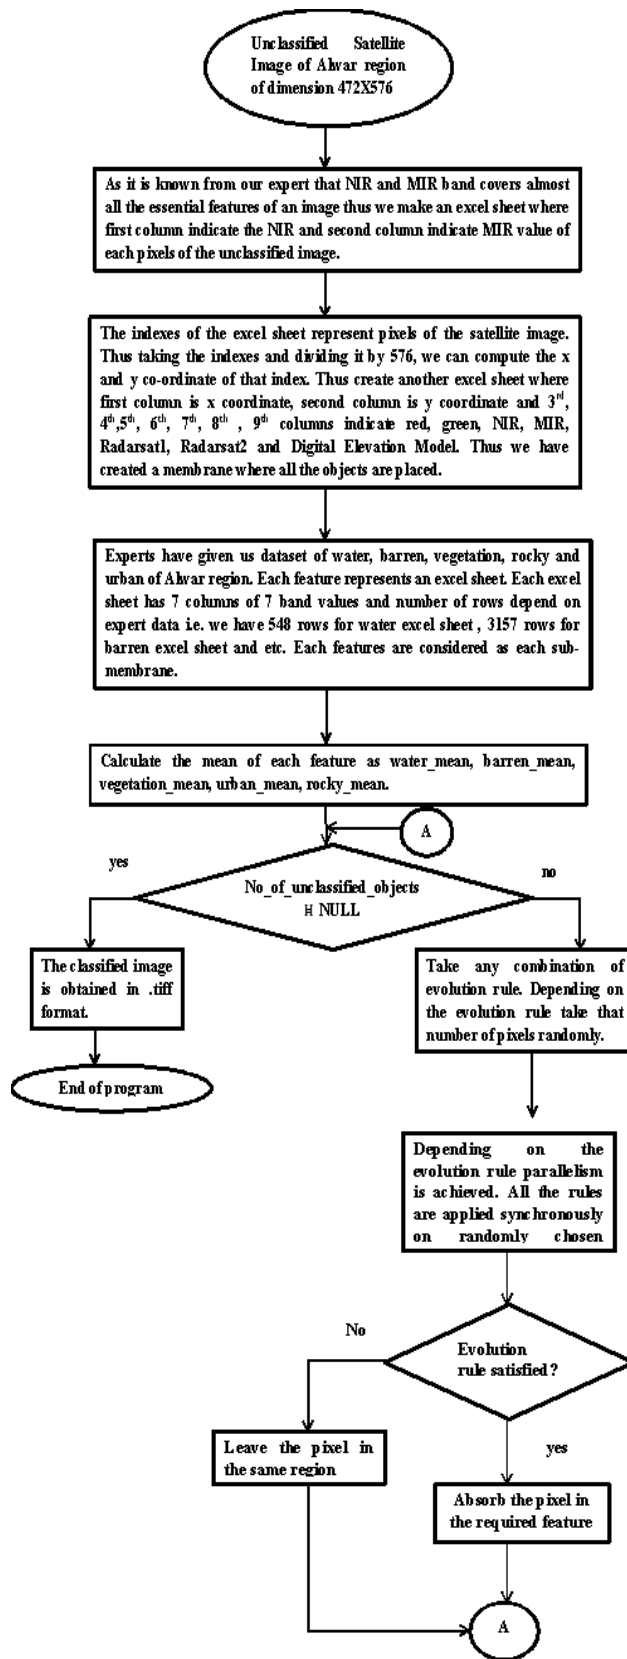 Unclassified Satellite
Image of Alwar region
of dimension 472X576
As it is known from our expert that NIR and MIR band covers almost
all the essential features of an image thus we make an excel sheet where
first column indicate the NIR and second column indicate MIR value of
each pixels of the unclassified image.
The indexes of the excel sheet represent pixels of the satellite image.
Thus taking the indexes and dividing it by 576, we can compute the x
and y co-ordinate of that index. Thus create another excel sheet where
first column is x coordinate, second column is y coordinate and 3rd,
4th,5th, 6th, 7th, 8th , 9th columns indicate red, green, NIR, MIR,
Radarsat1, Radarsat2 and Digital Elevation Model. Thus we have
created a membrane where all the objects are placed.
Experts have given us dataset of water, barren, vegetation, rocky and
urban of Alwar region. Each feature represents an excel sheet. Each excel
sheet has 7 columns of 7 band values and number of rows depend on
expert data i.e. we have 548 rows for water excel sheet , 3157 rows for
barren excel sheet and etc. Each features are considered as each sub-
membrane.
Calculate the mean of each feature as water_mean, barren_mean,
vegetation_mean, urban_mean, rocky_mean.
A
yes
No_of_unclassified_objects
NULL
no
The classified image
is obtained in .tiff
format.
End of program
Take any combination of
evolution rule. Depending on
the evolution rule take that
number of pixels randomly.
Depending on the
evolution rule parallelism
is achieved. All the rules
are applied synchronously
on randomly chosen
No
Evolution
rule satisfied?
Leave the pixel in
the same region
yes
Absorb the pixel in
the required feature
A